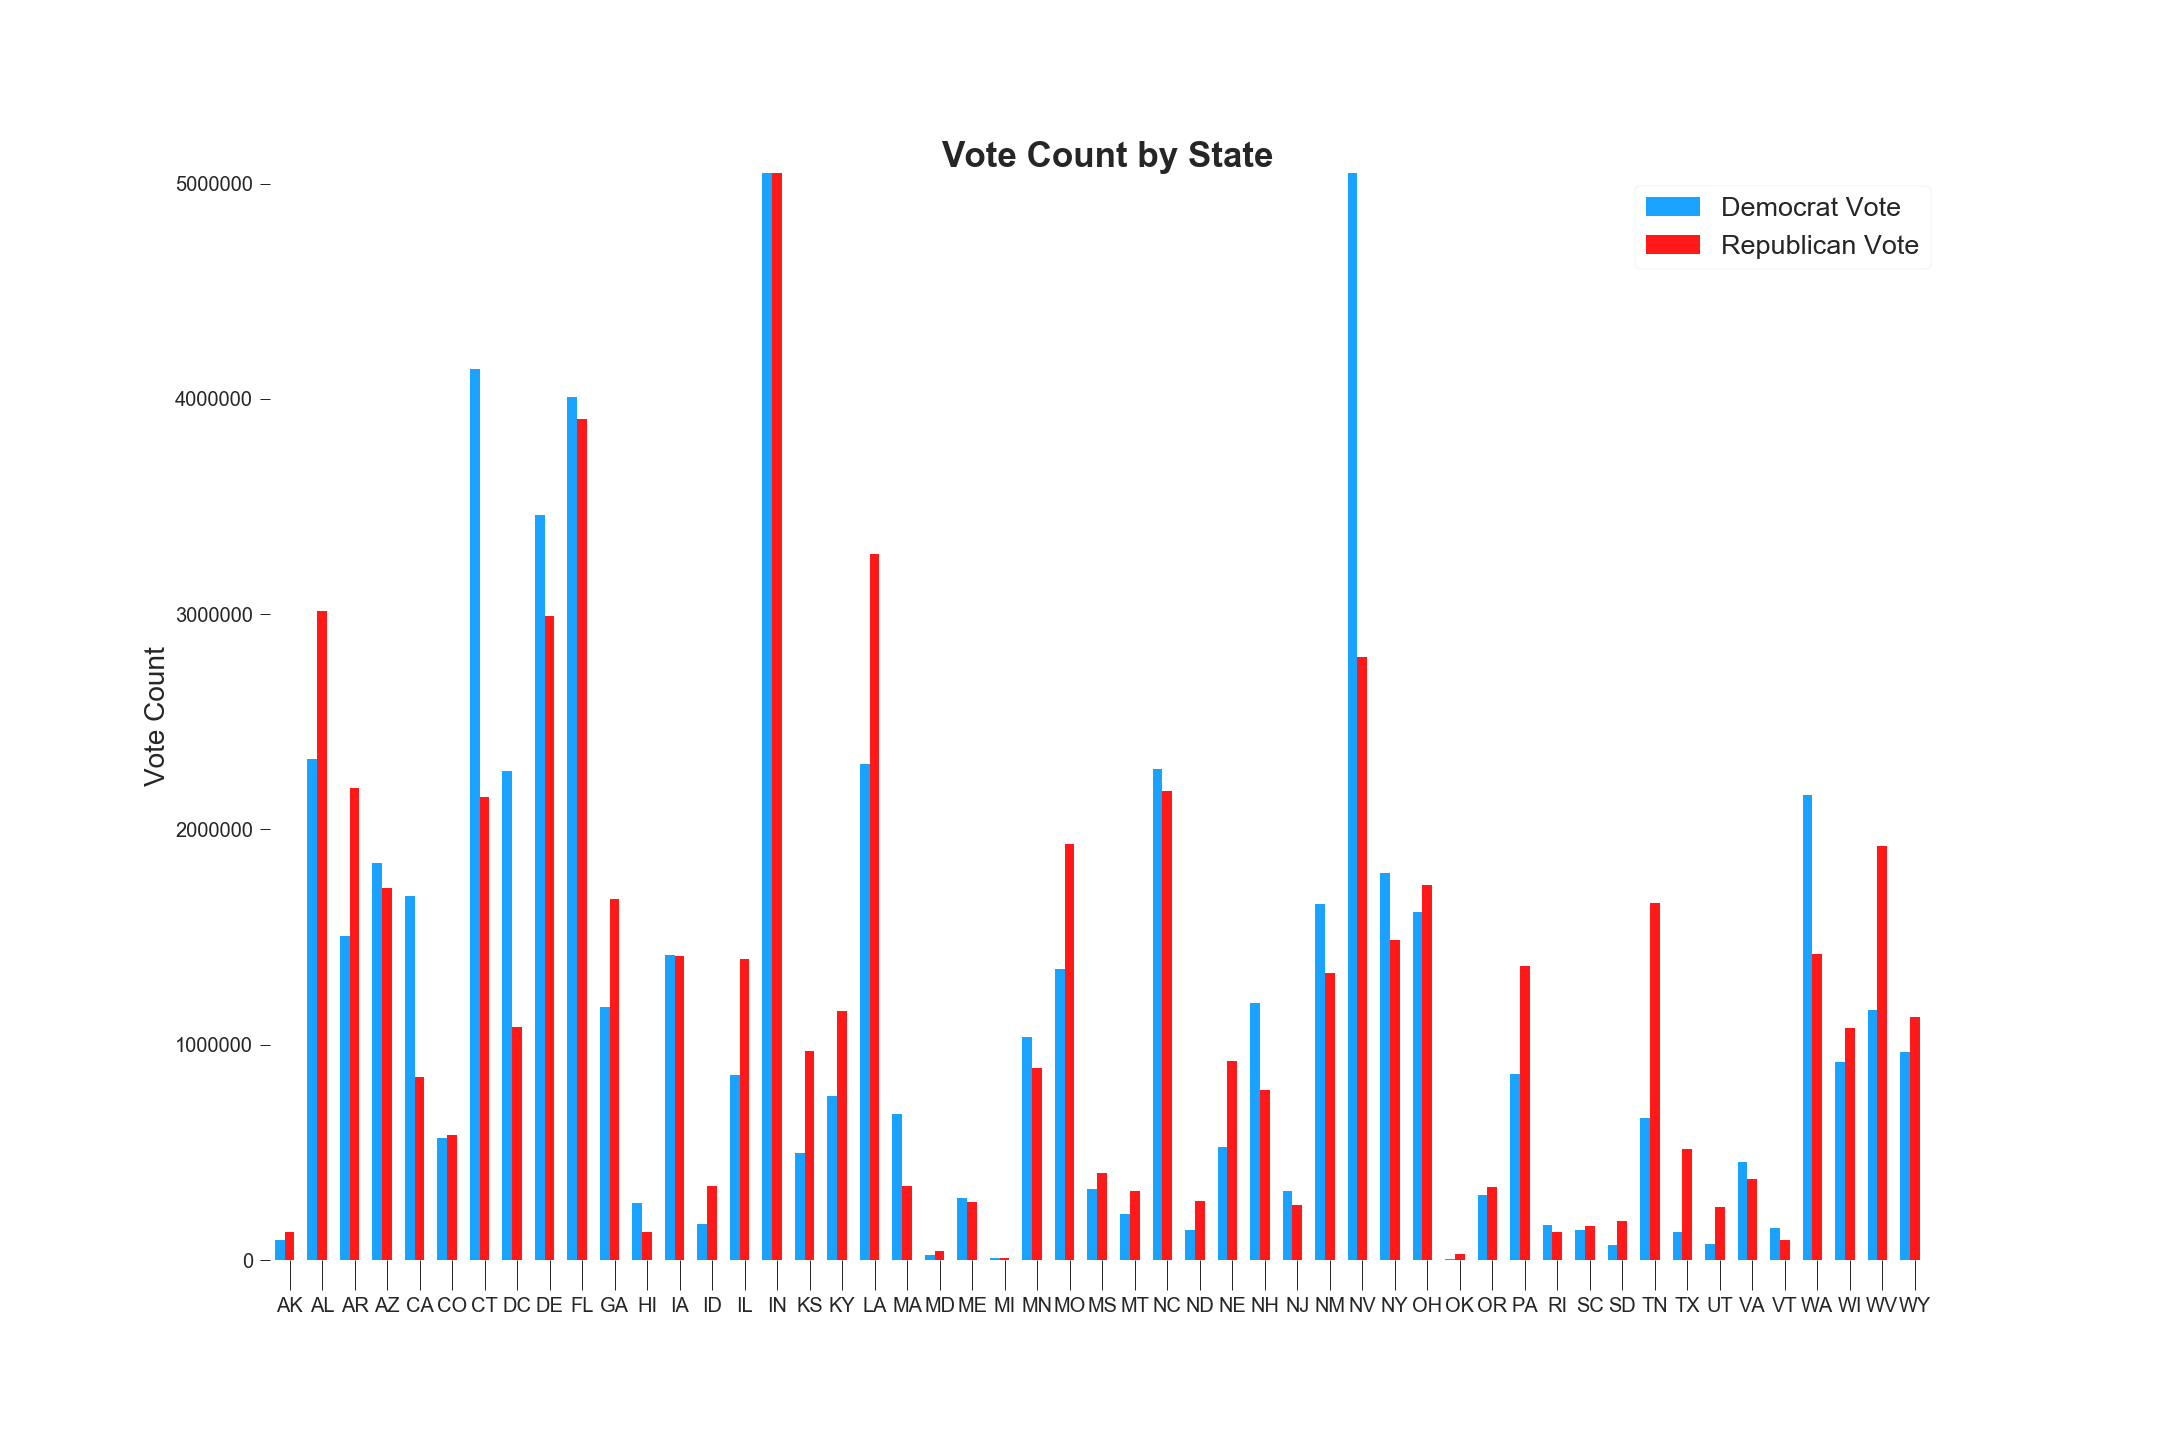 Vote Count by State
5000000
4000000
3000000
2000000
1000000
0
Vote Count
Democrat Vote
Republican Vote
AK AL AR AZ CA CO CT DC DE FL GA HI IA ID IL IN KS KY LA MA MD ME MI MN MO MS MT NC ND NE NH NJ NM NV NY OH OK OR PA RI SC SD TN TX UT VA VT WA WI WV WY